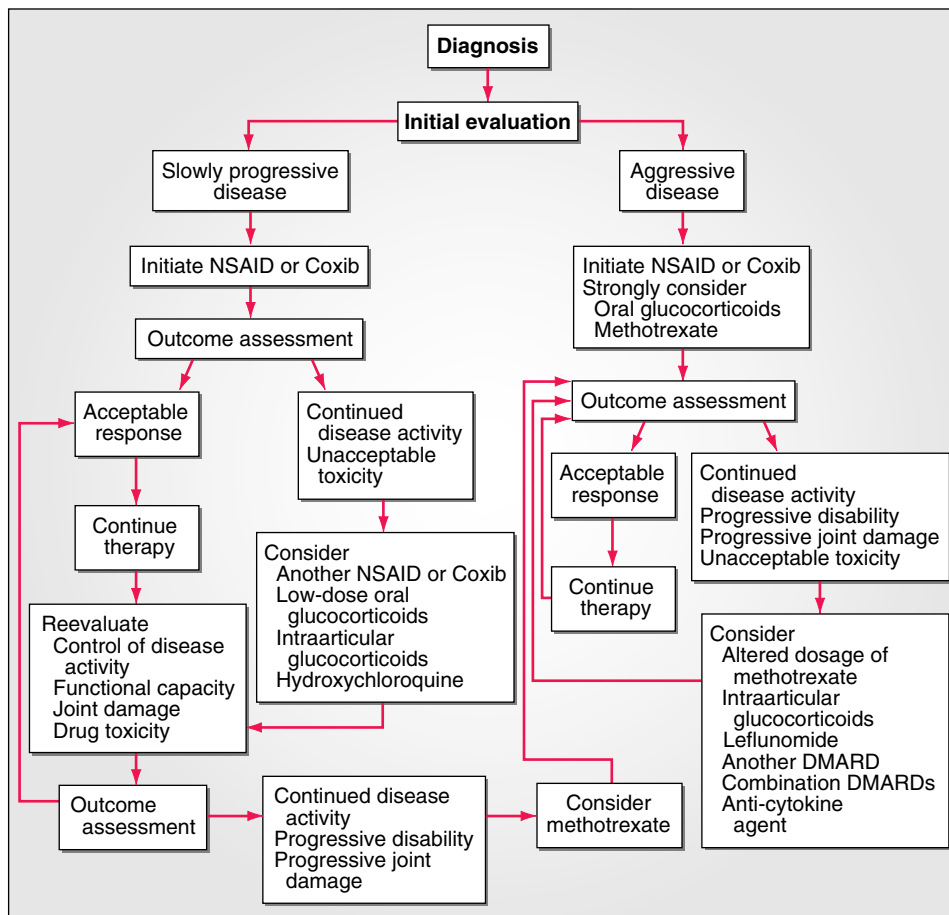 Diagnosis
Initial evaluation
Slowly progressive
disease
Initiate NSAID or Coxib
Outcome assessment
Acceptable
response
Continue
therapy
Reevaluate
Control of disease
activity
Functional capacity
Joint damage
Drug toxicity
Outcome
assessment
Continued
disease activity
Unacceptable
toxicity
Consider
Another NSAID or Coxib
Low-dose oral
glucocorticoids
Intraarticular
glucocorticoids
Hydroxychloroquine
Continued disease
activity
Progressive disability
Progressive joint
damage
Consider
methotrexate
Aggressive
disease
Initiate NSAID or Coxib
Strongly consider
Oral glucocorticoids
Methotrexate
Outcome assessment
Acceptable
response
Continue
therapy
Continued
disease activity
Progressive disability
Progressive joint damage
Unacceptable toxicity
Consider
Altered dosage of
methotrexate
Intraarticular
glucocorticoids
Leflunomide
Another DMARD
Combination DMARDs
Anti-cytokine
agent